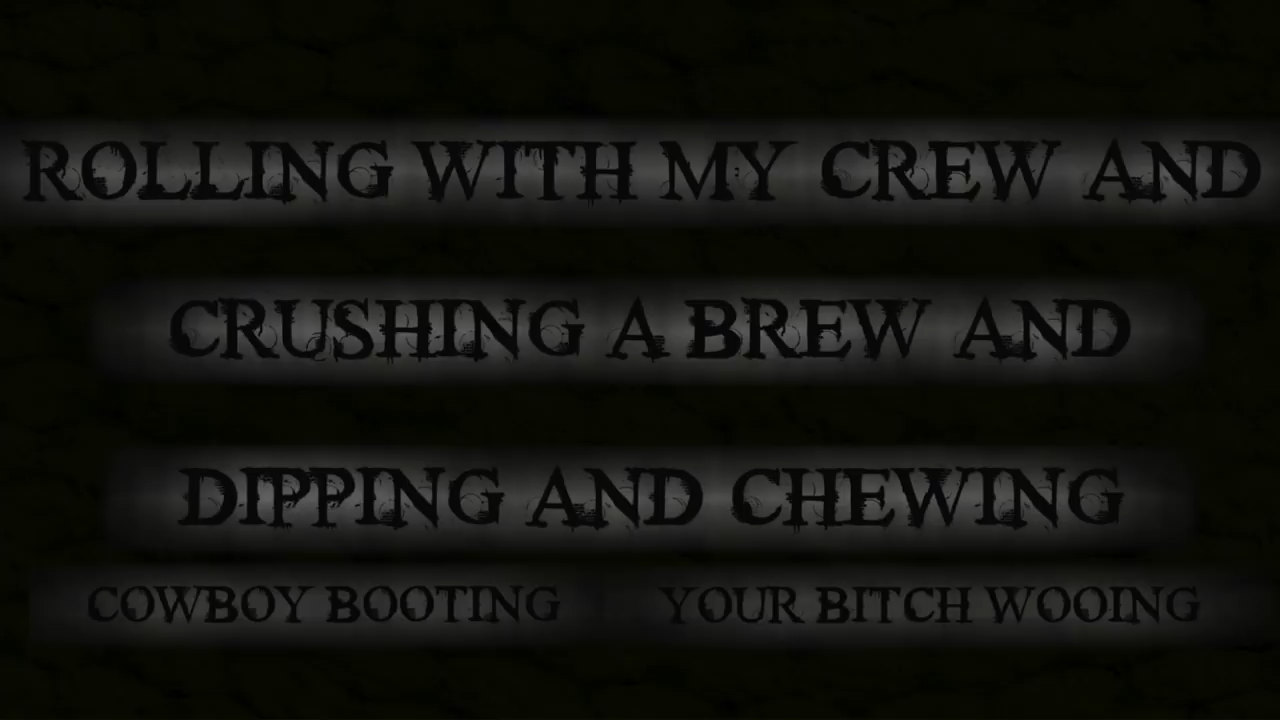 ROLLING WITH MY CREW AND
CRUSHING A BREW AND
DIPPING AND CHEWING
COWBOY BOOTING YOUR BITCH WOOING